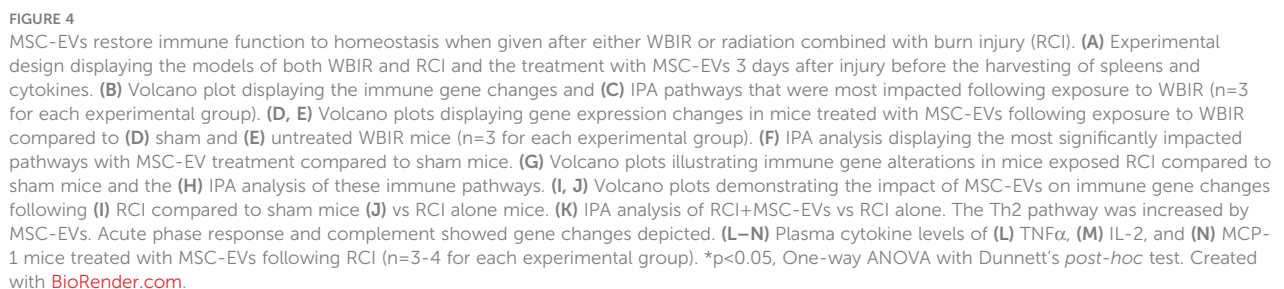 FIGURE 4
MSC-EVs restore immune function to homeostasis when given after either WBIR or radiation combined with burn injury (RCI). (A) Experimental
design displaying the models of both WBIR and RCI and the treatment with MSC-EVs 3 days after injury before the harvesting of spleens and
cytokines. (B) Volcano plot displaying the immune gene changes and (C) IPA pathways that were most impacted following exposure to WBIR (n=3
for each experimental group). (D, E) Volcano plots displaying gene expression changes in mice treated with MSC-EVs following exposure to WBIR
compared to (D) sham and (E) untreated WBIR mice (n=3 for each experimental group). (F) IPA analysis displaying the most significantly impacted
pathways with MSC-EV treatment compared to sham mice. (G) Volcano plots illustrating immune gene alterations in mice exposed RCI compared to
sham mice and the (H) IPA analysis of these immune pathways. (I, J) Volcano plots demonstrating the impact of MSC-EVs on immune gene changes
following (I) RCI compared to sham mice (J) vs RCI alone mice. (K) IPA analysis of RCI+MSC-EVs vs RCI alone. The Th2 pathway was increased by
MSC-EVs. Acute phase response and complement showed gene changes depicted. (L–N) Plasma cytokine levels of (L) TNFα, (M) IL-2, and (N) MCP-
1 mice treated with MSC-EVs following RCI (n=3-4 for each experimental group). *p<0.05, One-way ANOVA with Dunnett's post-hoc test. Created
with BioRender.com.